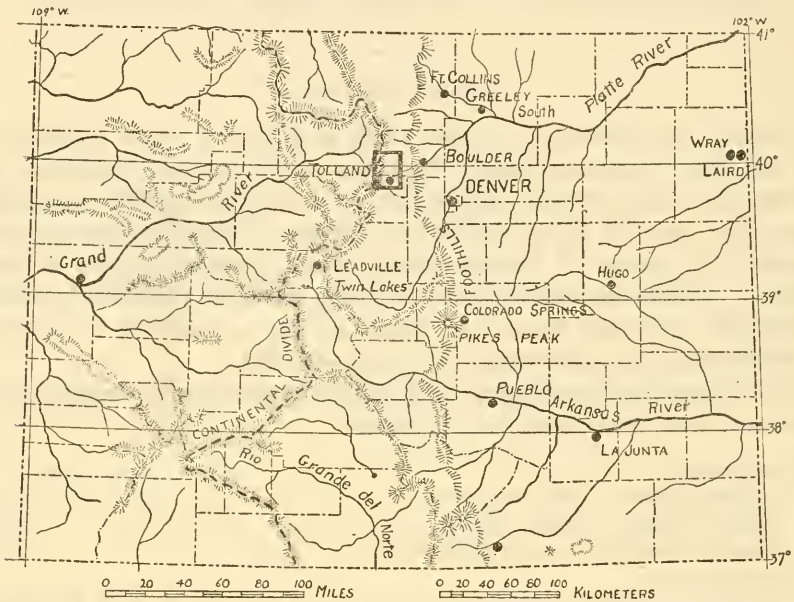 109° W.
102° W
41°
FT. COLLINS
GREELEY
South Platte River
WRAY
LAIRD
40°
BOULDER
TOLLAND
DENVER
River
Grand
FOOTHILLS
HUGO
LEADVILLE
Twin Lakes
39°
COLORADO SPRINGS
PIKES PEAK
CONTINENTAL DIVIDE
PUEBLO
Arkansas River
38°
LA JUNTA
Rio Grande del Norte
37°
0 20 40 60 80 100 MILES
0 10 20 40 60 80 100 KILOMETERS